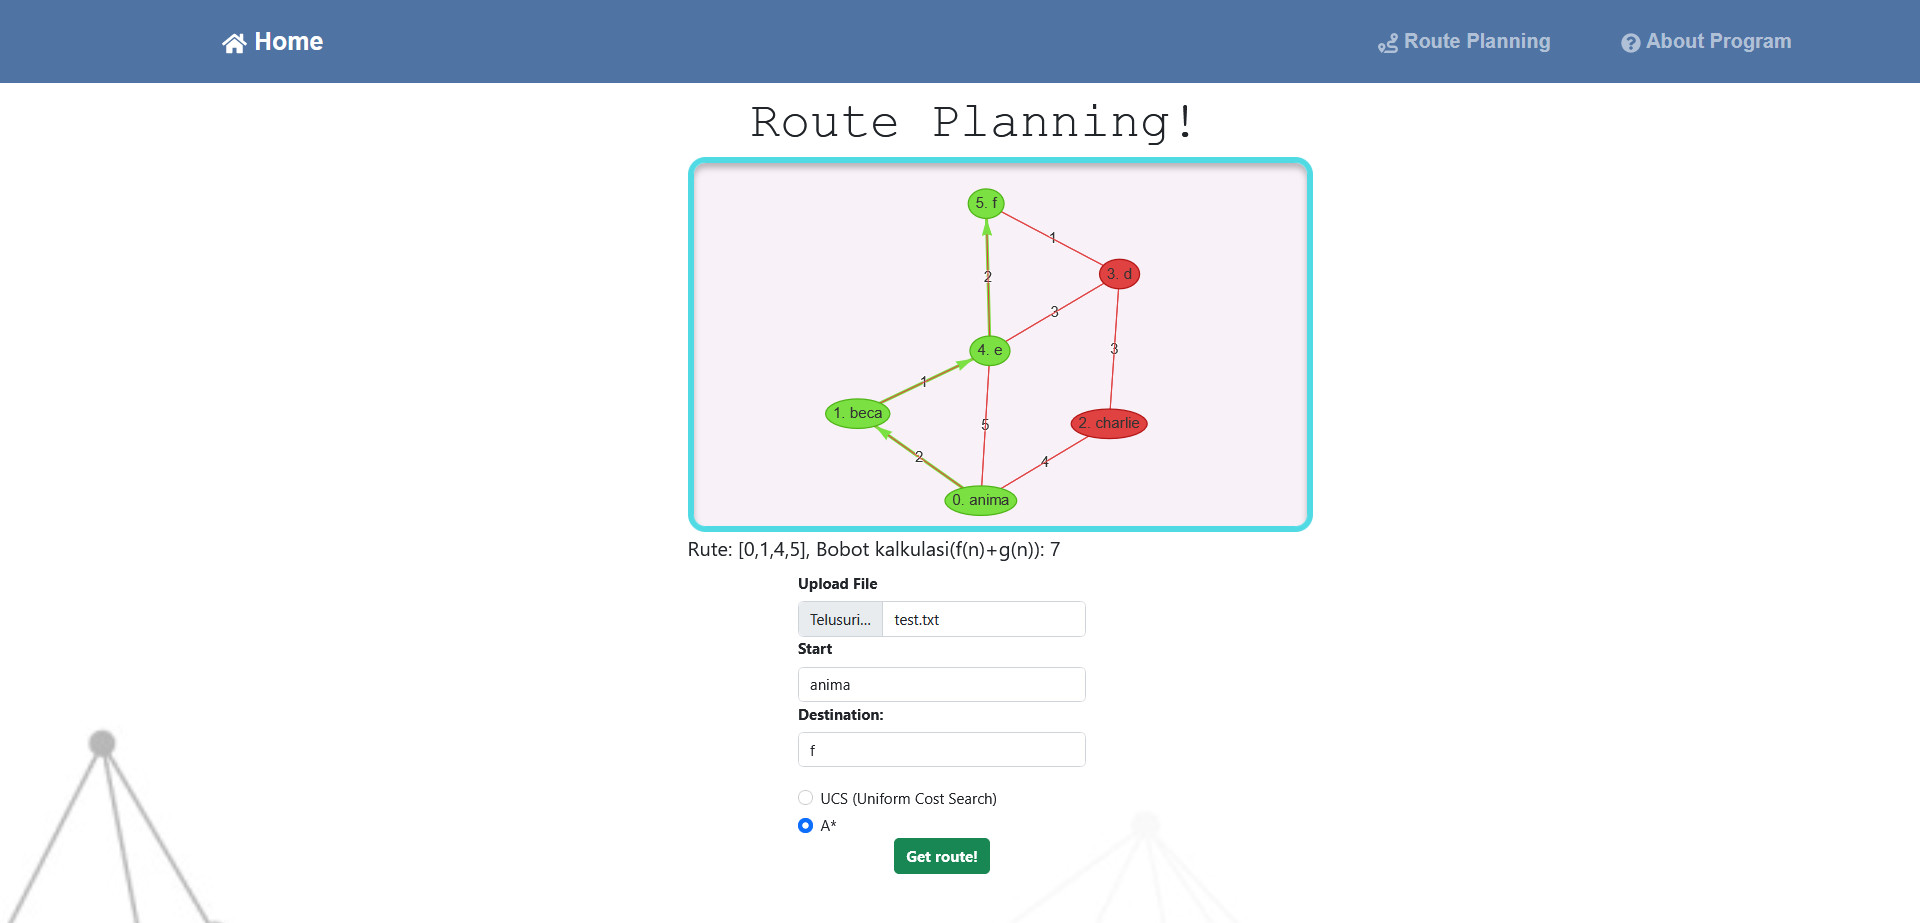 Home
Route Planning
About Program
Route Planning!
5. f
1
3. d
2
3
4. e
3
1
1. beca
2. charlie
5
2
4
0. anima
Rute: [0,1,4,5], Bobot kalkulasi(f(n)+g(n)): 7
Upload File
Telusuri... test.txt
Start
anima
Destination:
f
UCS (Uniform Cost Search)
A*
Get route!